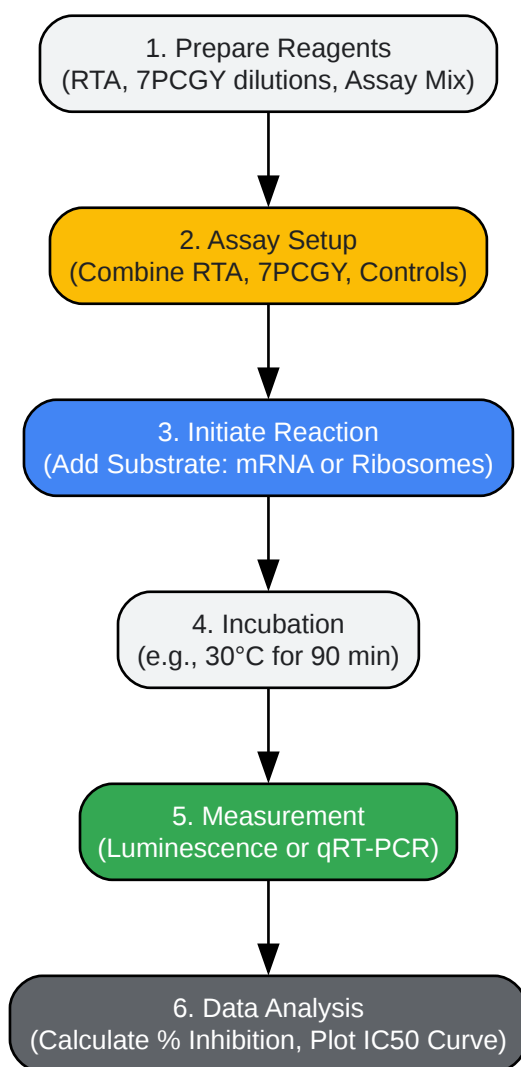 1. Prepare Reagents
(RTA, 7PCGY dilutions, Assay Mix)
2. Assay Setup
(Combine RTA, 7PCGY, Controls)
3. Initiate Reaction
(Add Substrate: mRNA or Ribosomes)
4. Incubation
(e.g., 30°C for 90 min)
5. Measurement
(Luminescence or qRT-PCR)
6. Data Analysis
(Calculate % Inhibition, Plot IC50 Curve)